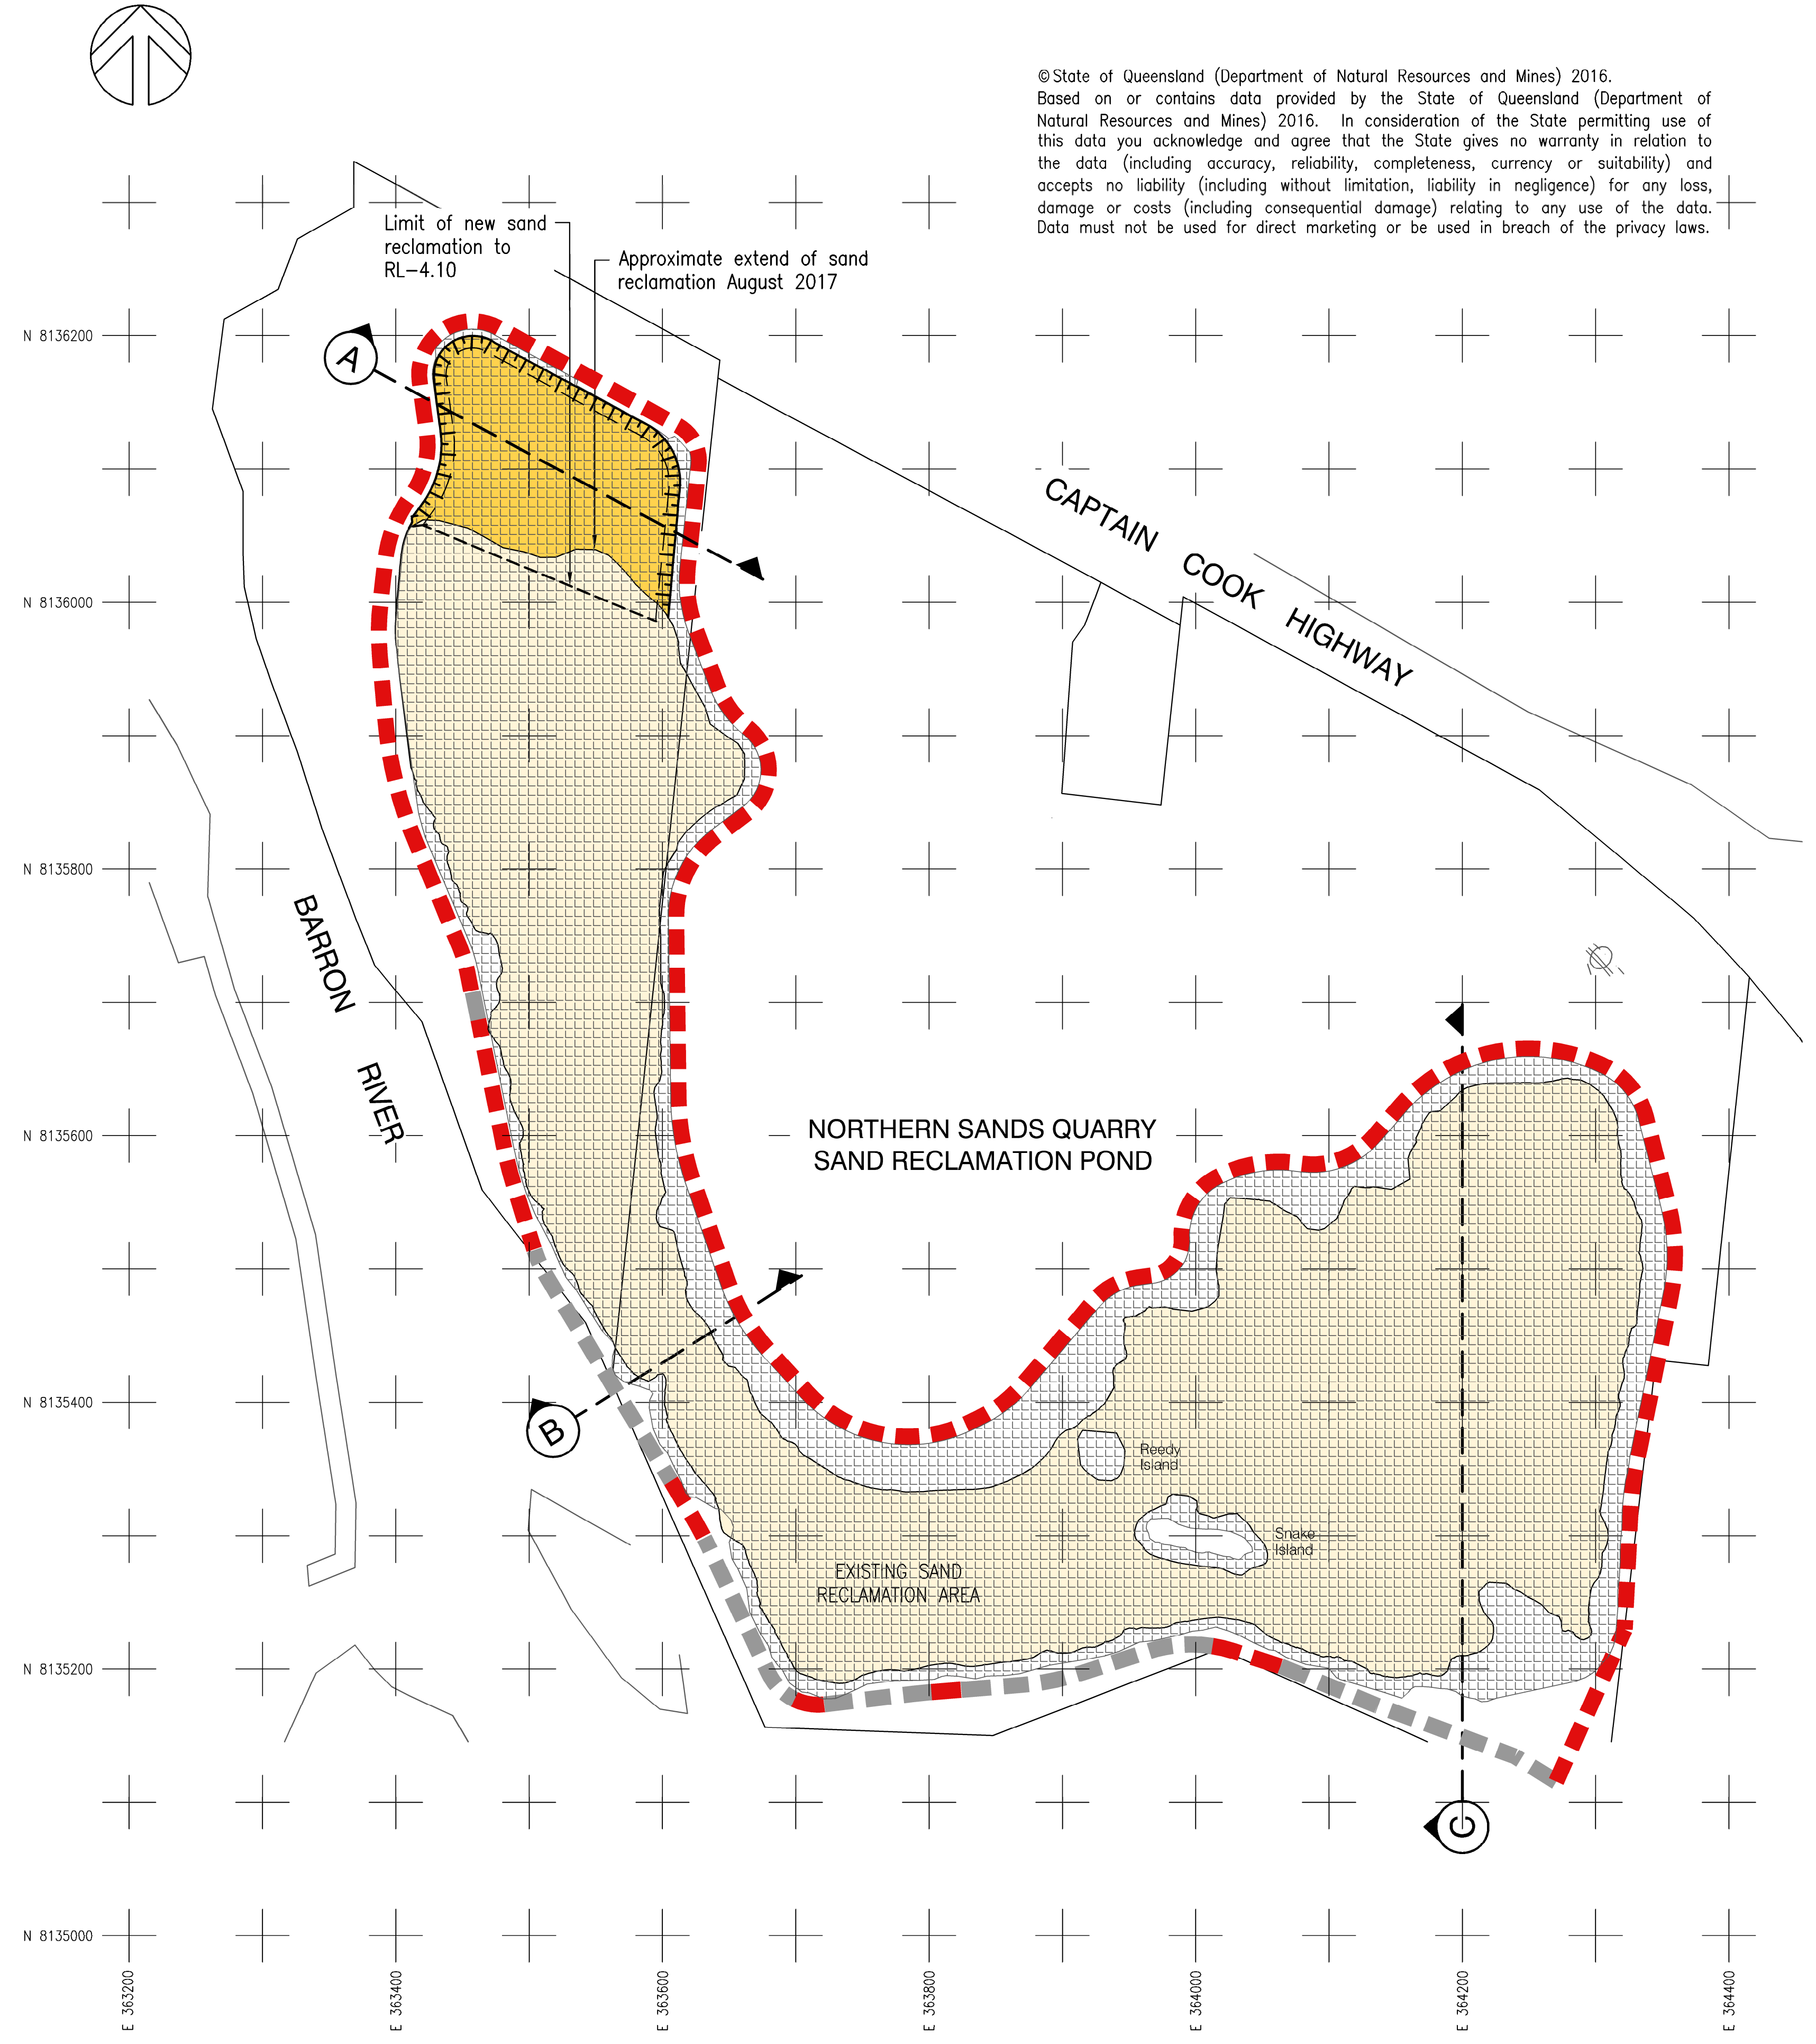 © State of Queensland (Department of Natural Resources and Mines) 2016.
Based on or contains data provided by the State of Queensland (Department of
Natural Resources and Mines) 2016. In consideration of the State permitting use of
this data you acknowledge and agree that the State gives no warranty in relation to
the data (including accuracy, reliability, completeness, currency or suitability) and
accepts no liability (including without limitation, liability in negligence) for any loss,
damage or costs (including consequential damage) relating to any use of the data.
Data must not be used for direct marketing or be used in breach of the privacy laws.
Limit of new sand
reclamation to
RL-4.10
Approximate extend of sand
reclamation August 2017
N 8136200
A
CAPTAIN COOK HIGHWAY
N 8136000
N 8135800
BARRON RIVER
N 8135600
NORTHERN SANDS QUARRY
SAND RECLAMATION POND
N 8135400
B
Reedy
Island
Snake
Island
EXISTING SAND
RECLAMATION AREA
N 8135200
C
N 8135000
E 363200
E 363400
E 363600
E 363800
E 364000
E 364200
E 364400